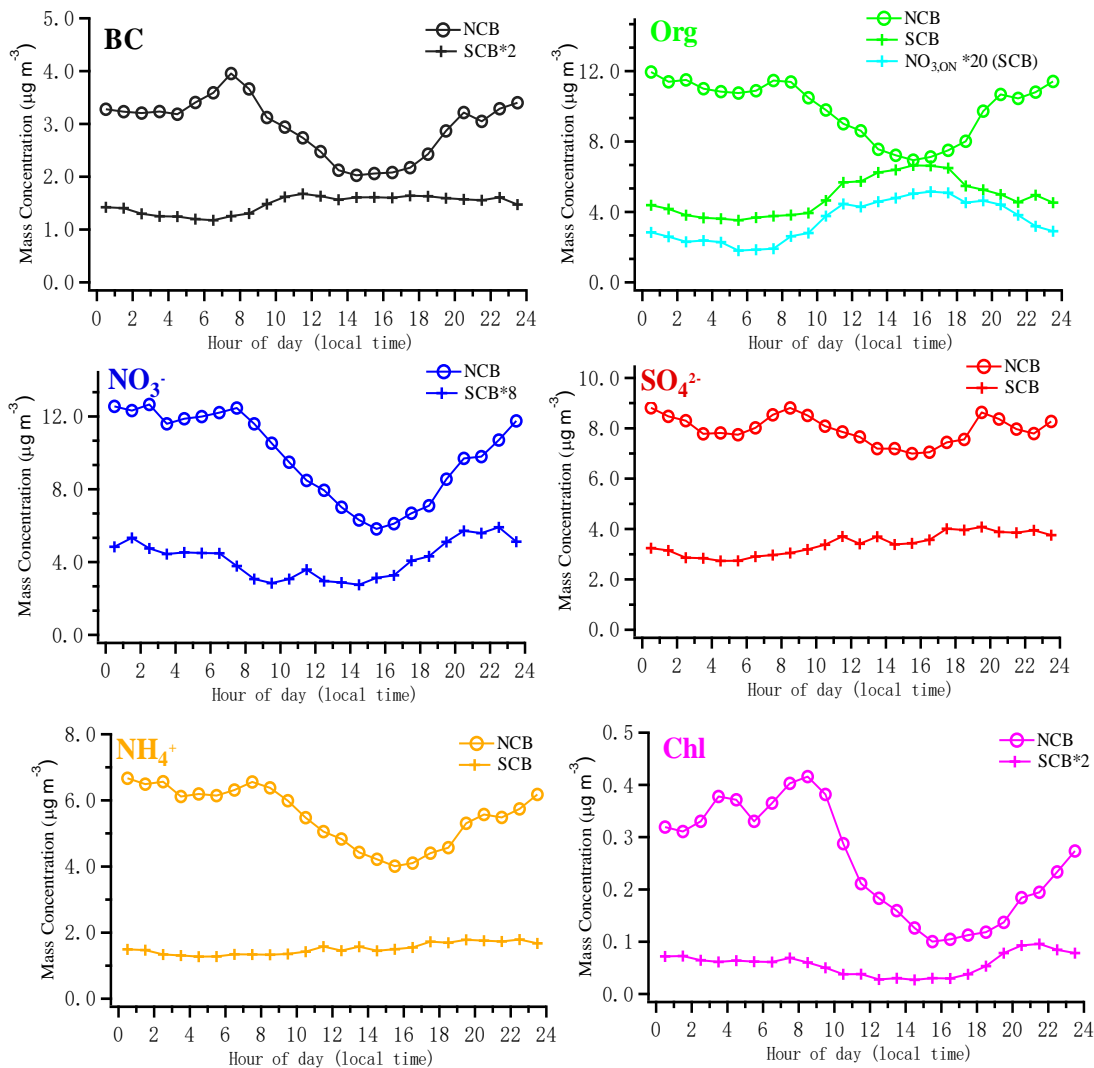 BC
NCB
SCB*2
Mass Concentration (µg m⁻³)
5.0
4.0
3.0
2.0
1.0
0.0
0 2 4 6 8 10 12 14 16 18 20 22 24
Hour of day (local time)
Org
NCB
SCB
NO3,ON *20 (SCB)
Mass Concentration (µg m⁻³)
12.0
8.0
4.0
0.0
0 2 4 6 8 10 12 14 16 18 20 22 24
Hour of day (local time)
NO₃⁻
NCB
SCB*8
Mass Concentration (µg m⁻³)
12.0
8.0
4.0
0.0
0 2 4 6 8 10 12 14 16 18 20 22 24
Hour of day (local time)
SO₄²⁻
NCB
SCB
Mass Concentration (µg m⁻³)
10.0
8.0
6.0
4.0
2.0
0.0
0 2 4 6 8 10 12 14 16 18 20 22 24
Hour of day (local time)
NH₄⁺
NCB
SCB
Mass Concentration (µg m⁻³)
8.0
6.0
4.0
2.0
0.0
0 2 4 6 8 10 12 14 16 18 20 22 24
Hour of day (local time)
Chl
NCB
SCB*2
Mass Concentration (µg m⁻³)
0.5
0.4
0.3
0.2
0.1
0.0
0 2 4 6 8 10 12 14 16 18 20 22 24
Hour of day (local time)